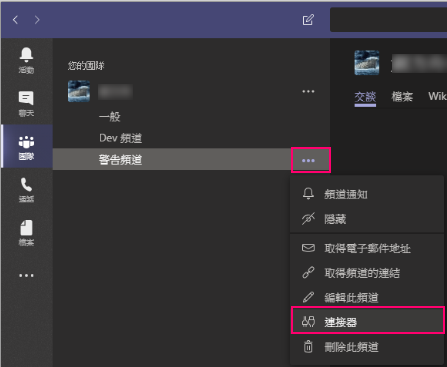 活動
聊天
團隊
通話
檔案
您的團隊
一般
Dev 頻道
警告頻道
交談 檔案 Wik
頻道通知
隱藏
取得電子郵件地址
取得頻道的連結
編輯此頻道
連接器
刪除此頻道